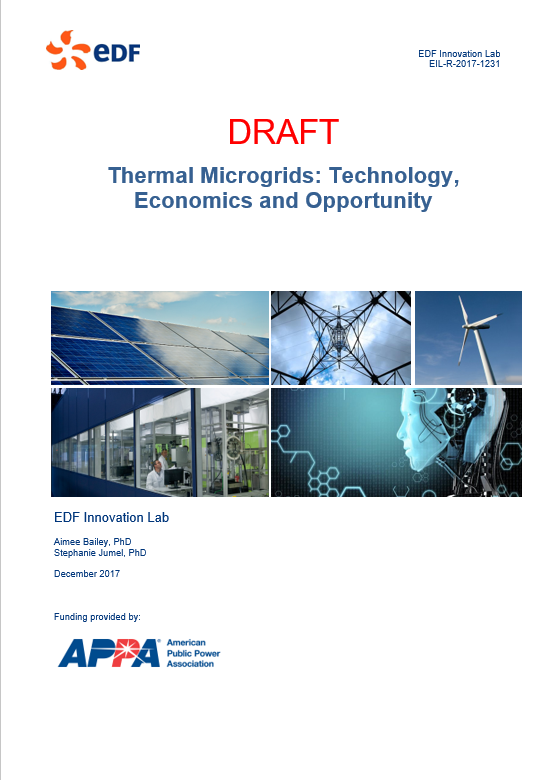 eDF
EDF Innovation Lab
EIL-R-2017-1231
DRAFT
Thermal Microgrids: Technology,
Economics and Opportunity
EDF Innovation Lab
Aimee Bailey, PhD
Stephanie Jumel, PhD
December 2017
Funding provided by:
APPA®
American
Public Power
Association